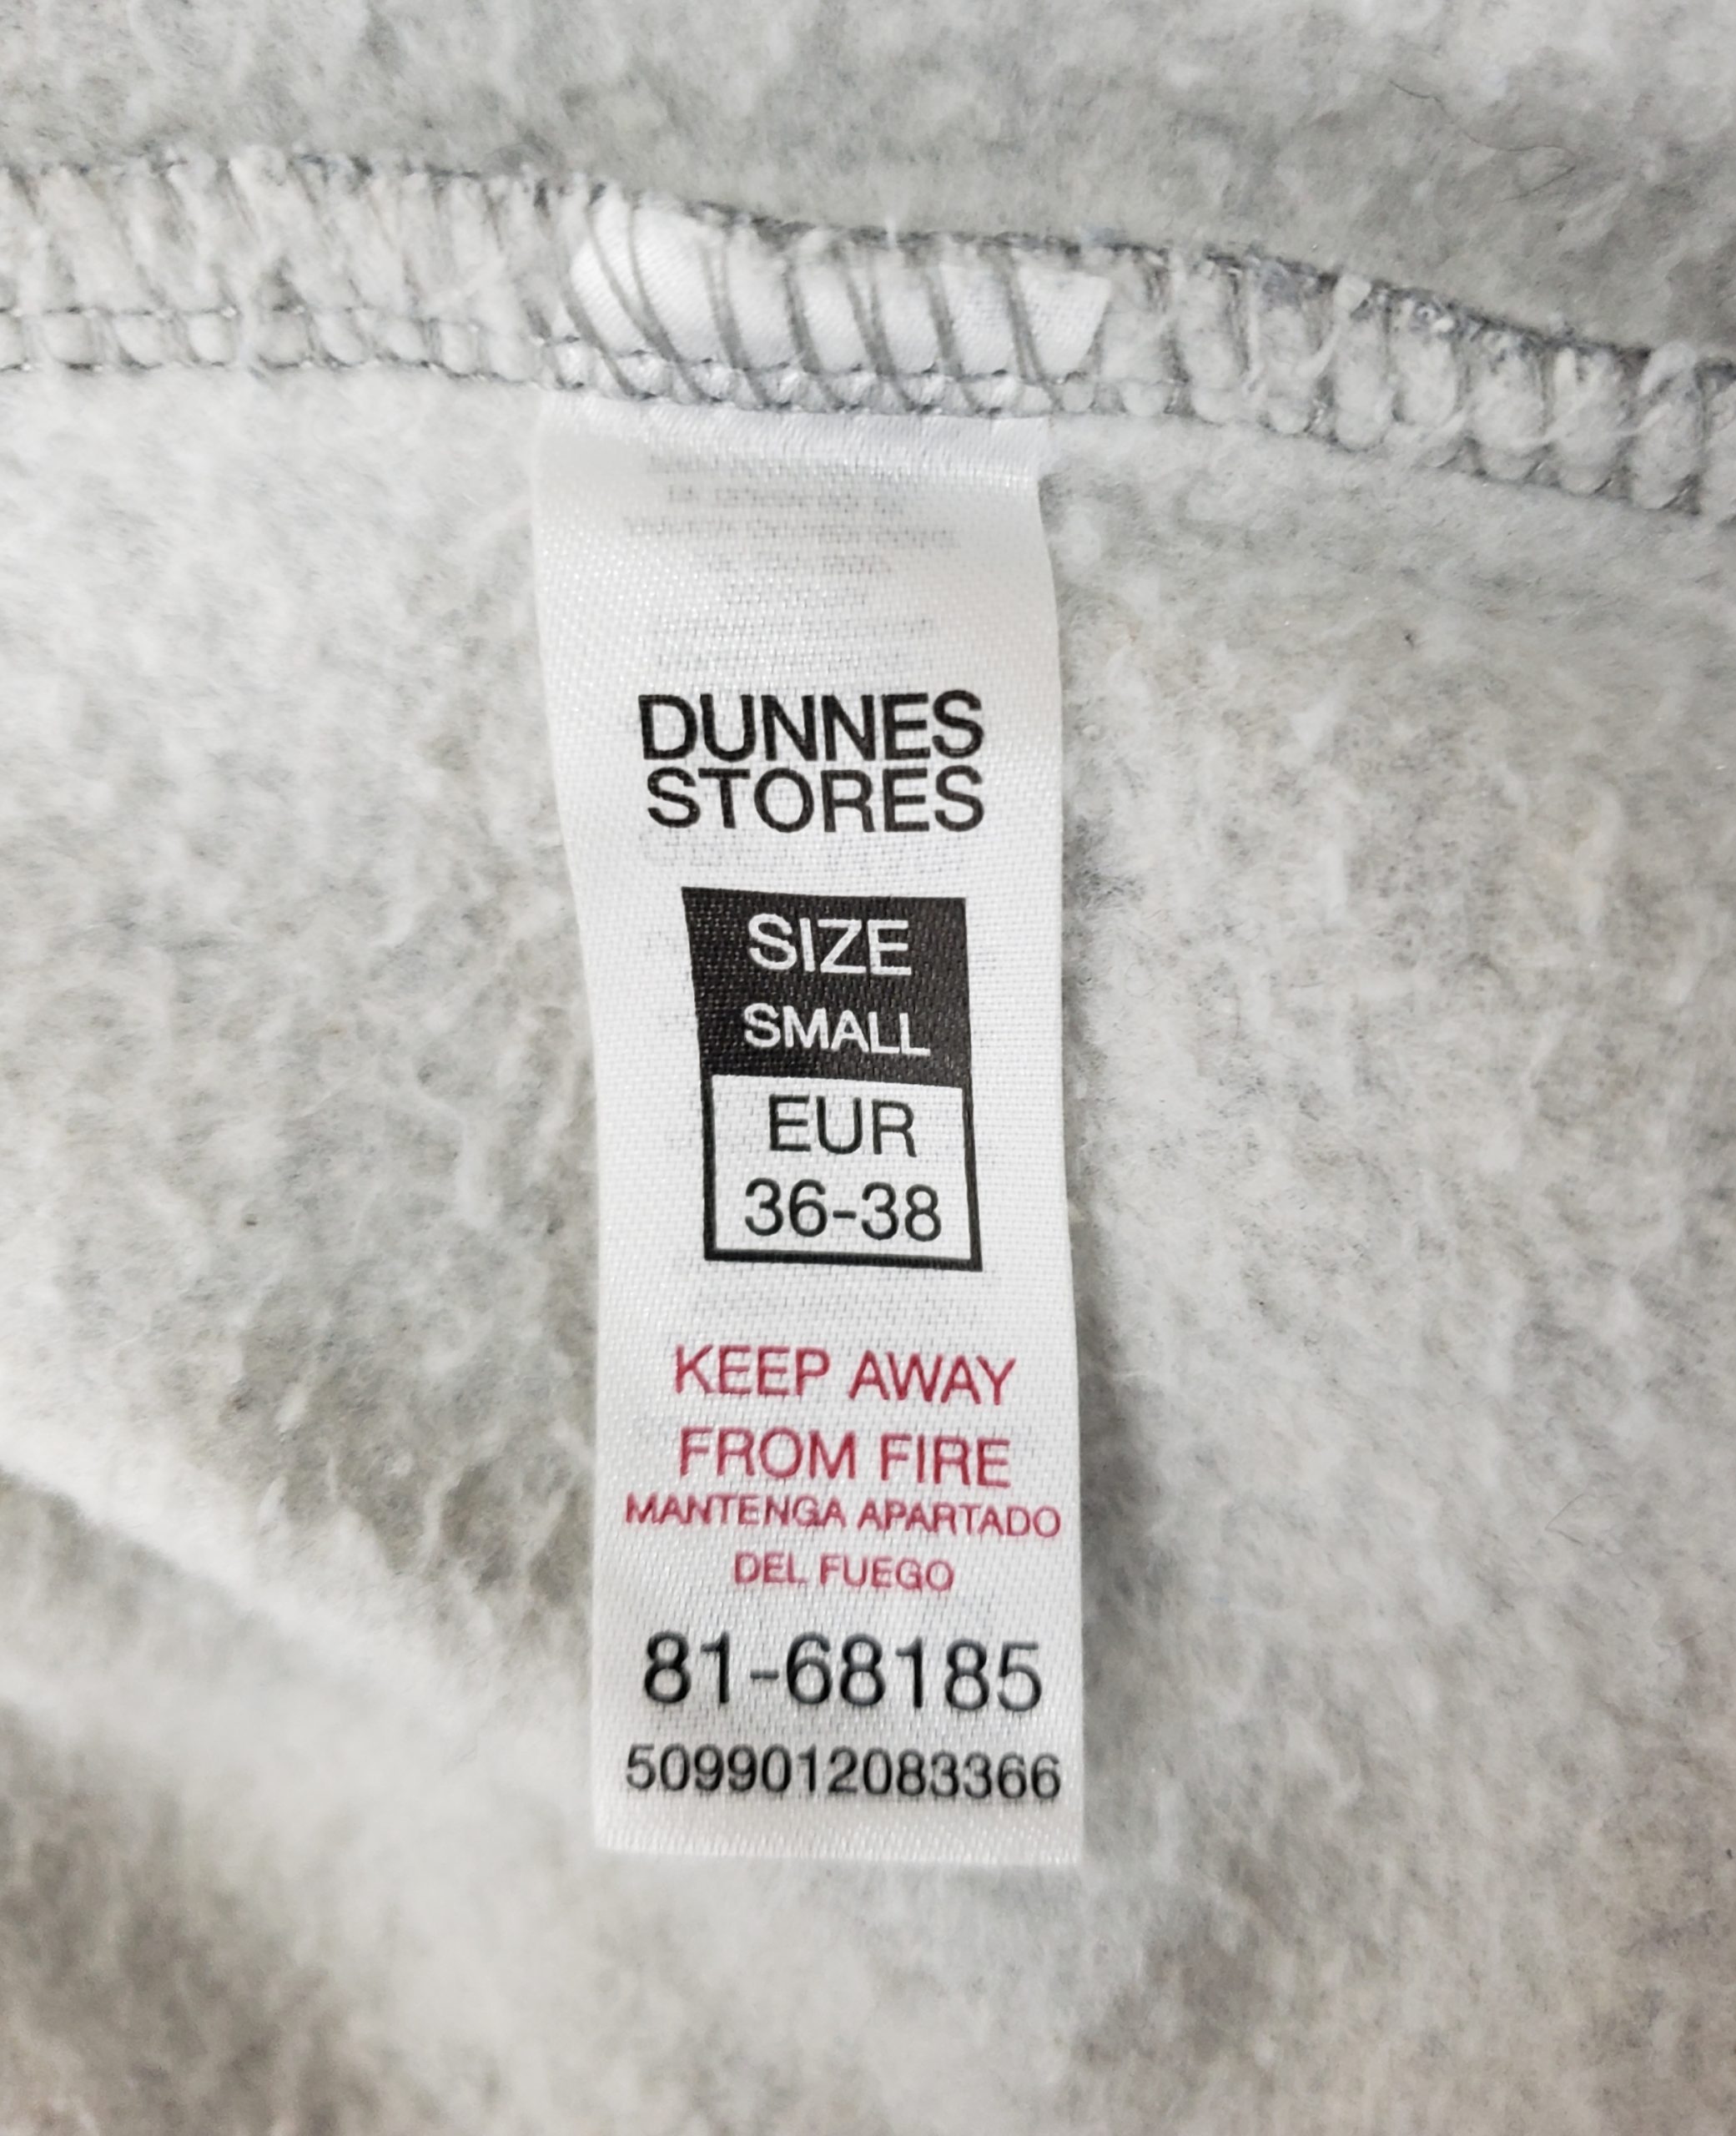 DUNNES
STORES
SIZE
SMALL
EUR
36-38
KEEP AWAY
FROM FIRE
MANTENGA APARTADO
DEL FUEGO
81-68185
5099012083366